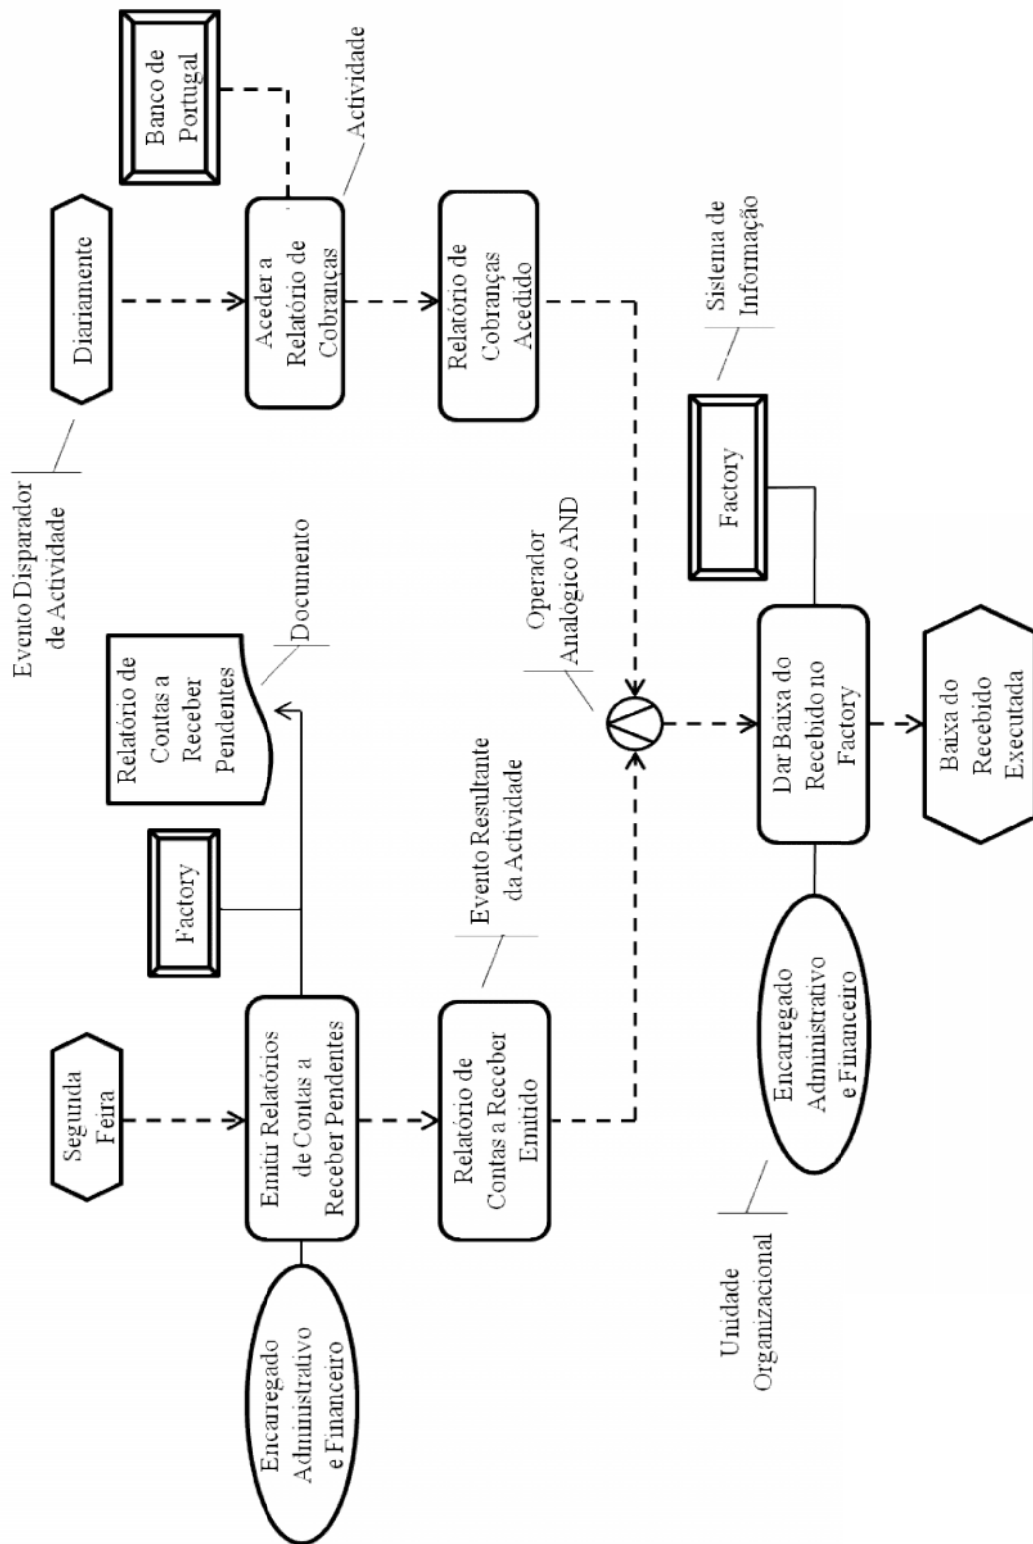 Evento Disparador
de Actividade
Segunda
Feira
Diariamente
Factory
Relatório de
Contas a
Receber
Pendentes
Banco de
Portugal
Documento
Encarregado
Administrativo
e Financeiro
Emitir Relatórios
de Contas a
Receber Pendentes
Aceder a
Relatório de
Cobranças
Actividade
Relatório de
Contas a Receber
Emitido
Evento Resultante
da Actividade
Relatório de
Cobranças
Acedido
Operador
Analógico AND
Unidade
Organizacional
Encarregado
Administrativo
e Financeiro
Dar Baixa do
Recebido no
Factory
Factory
Sistema de
Informação
Baixa do
Recebido
Executada